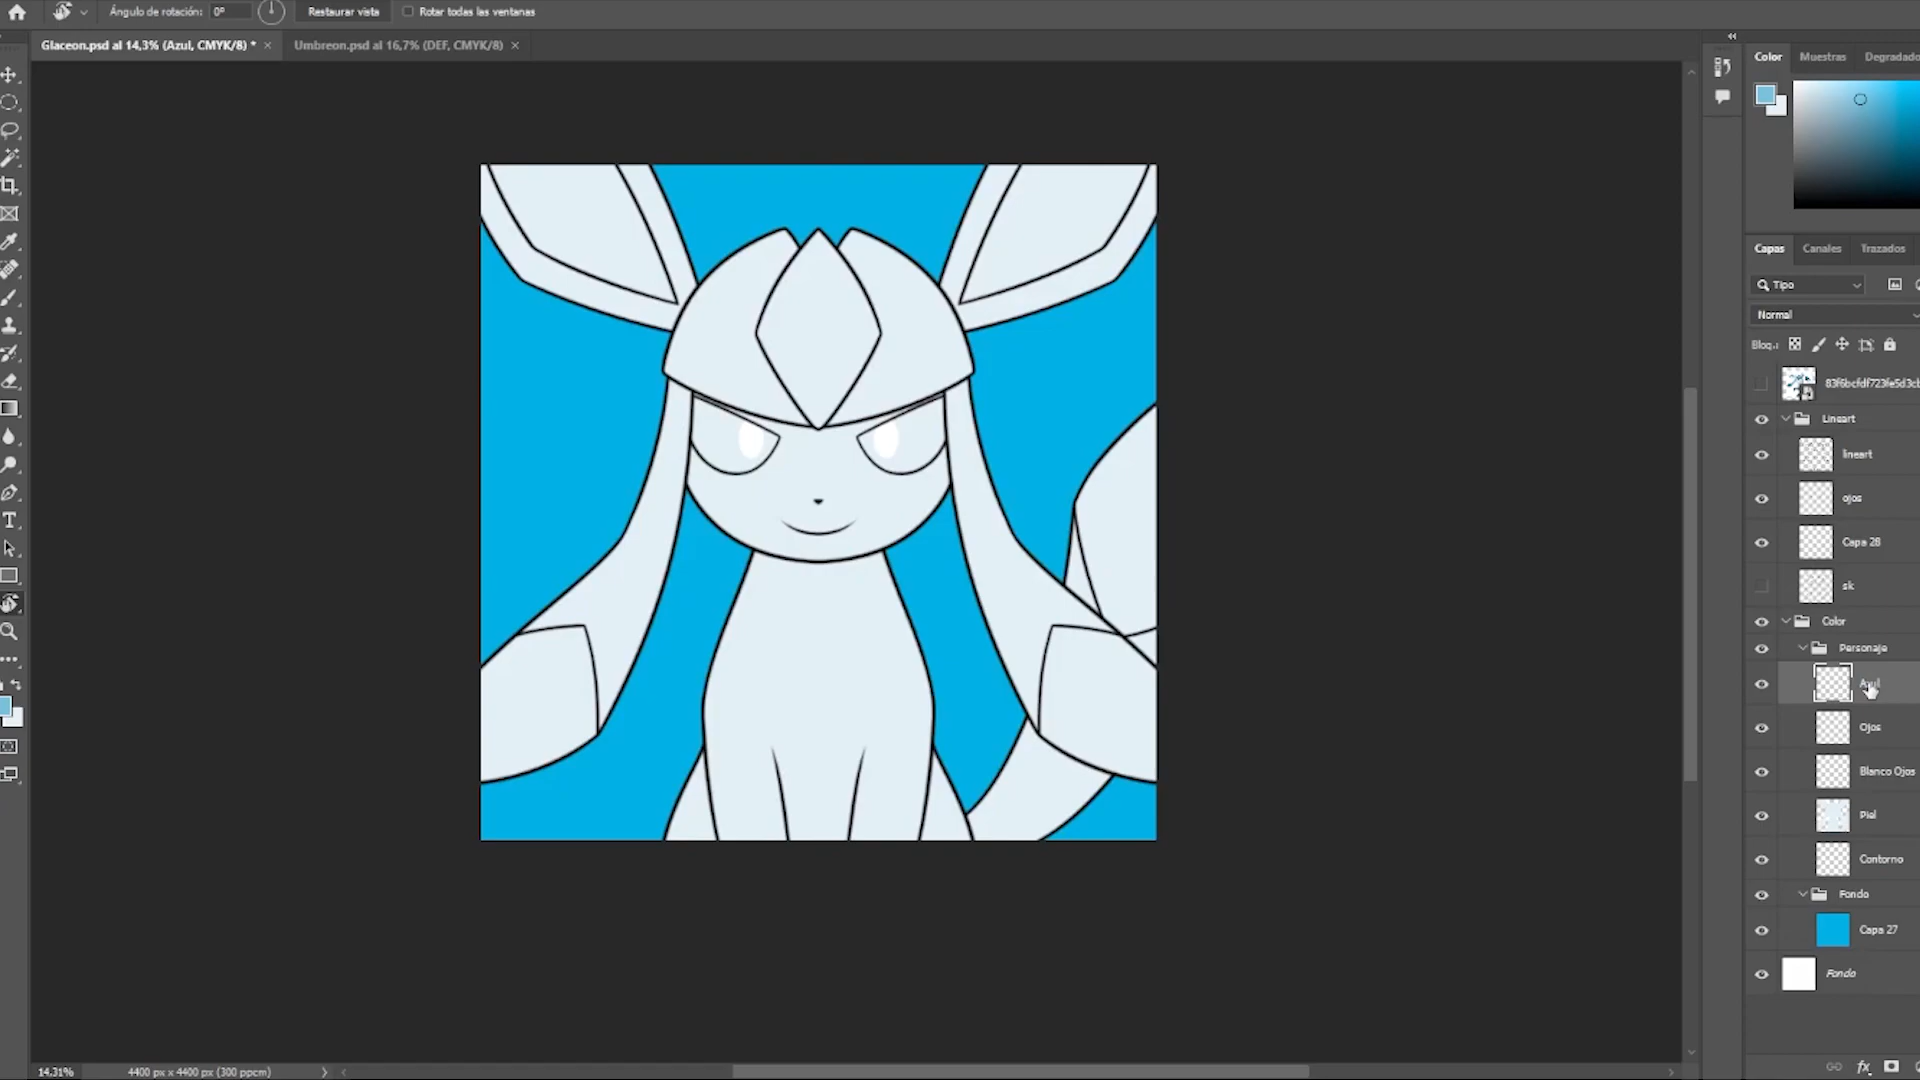 Ángulo de rotación: 0°
Restaurar vista
Rotar todas las ventanas
Glaceon.psd al 14,3% (Azul, CMYK/8) *
Umbreon.psd al 16,7% (DEF, CMYK/8)
Color
Muestras
Degradado
Capas
Canales
Trazados
Tipo
Normal
Bloq.:
Lineart
lineart
ojos
Capa 28
sk
Color
Personaje
Azul
Ojos
Blanco Ojos
Piel
Contorno
Fondo
Capa 27
Fondo
14.31%
4400 px x 4400 px (300 ppcm)